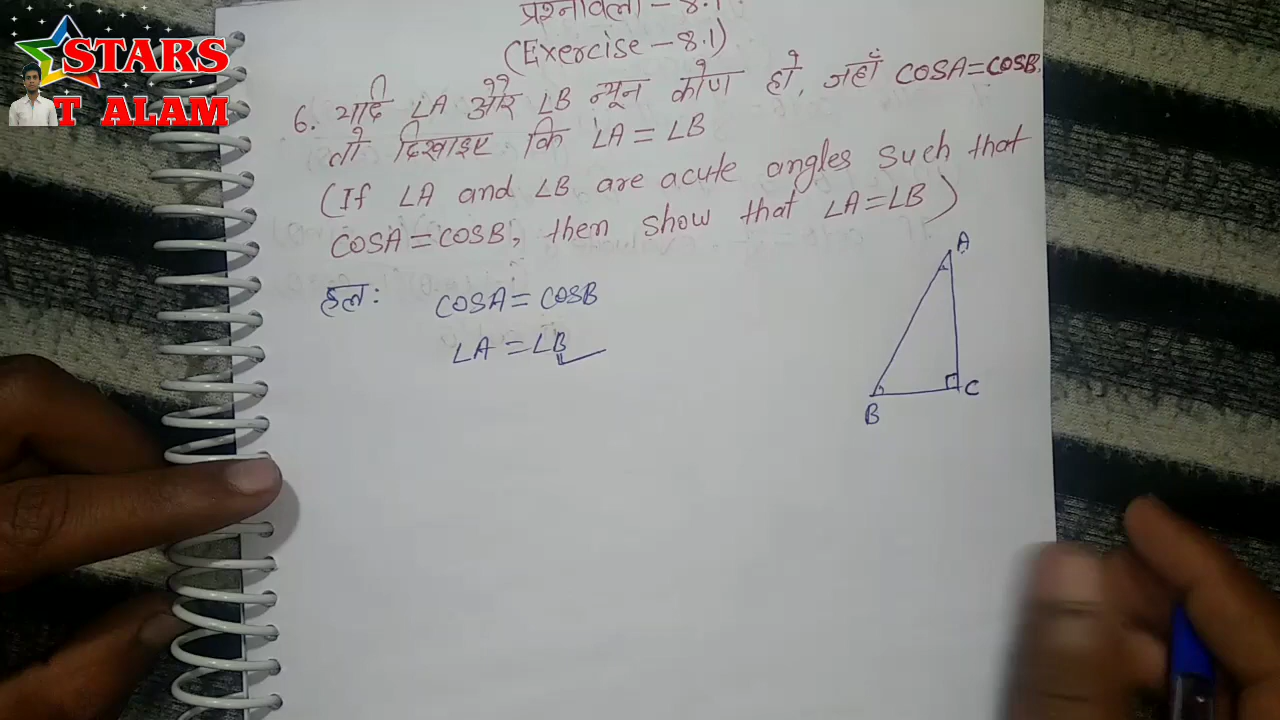 STARS
T ALAM
प्रश्नावली - 8.1
(Exercise - 8.1)
6. यदि ∠A और ∠B न्यून कोण हो, जहाँ COSA=COSB,
तो दिखाइए कि ∠A = ∠B
(If ∠A and ∠B are acute angles such that
COSA = COSB, then show that ∠A = ∠B)
हल: COSA = COSB
∠A = ∠B
A
B
C